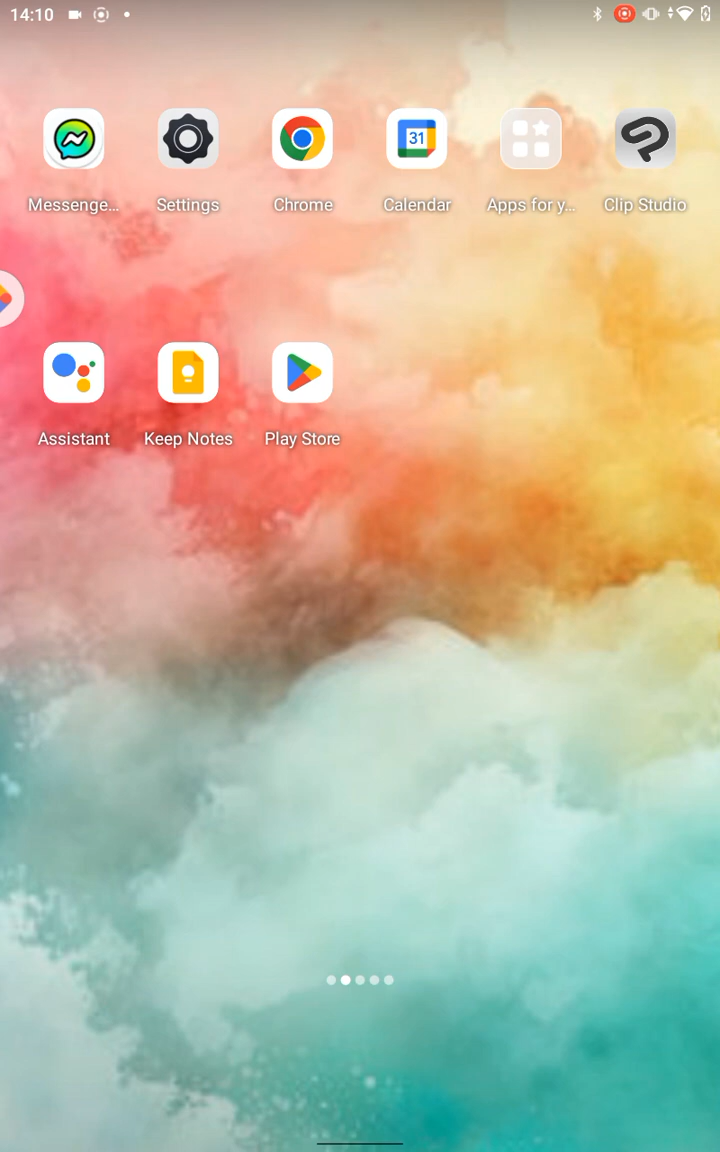 14:10
Messenge...
Settings
Chrome
31
Calendar
Apps for y...
Clip Studio
Assistant
Keep Notes
Play Store